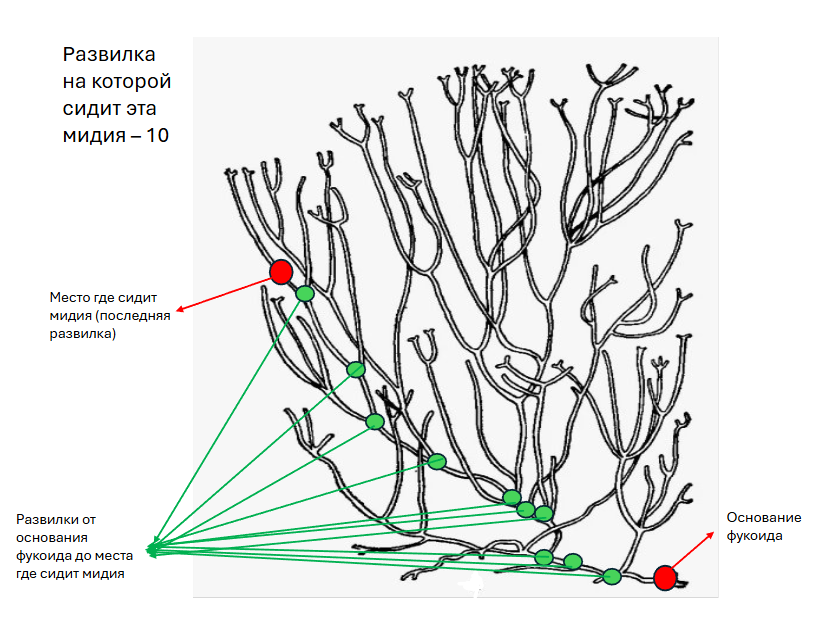 Развилка
на которой
сидит эта
мидия – 10
Место где сидит
мидия (последняя
развилка)
Развилки от
основания
фукоида до места
где сидит мидия
Основание
фукоида